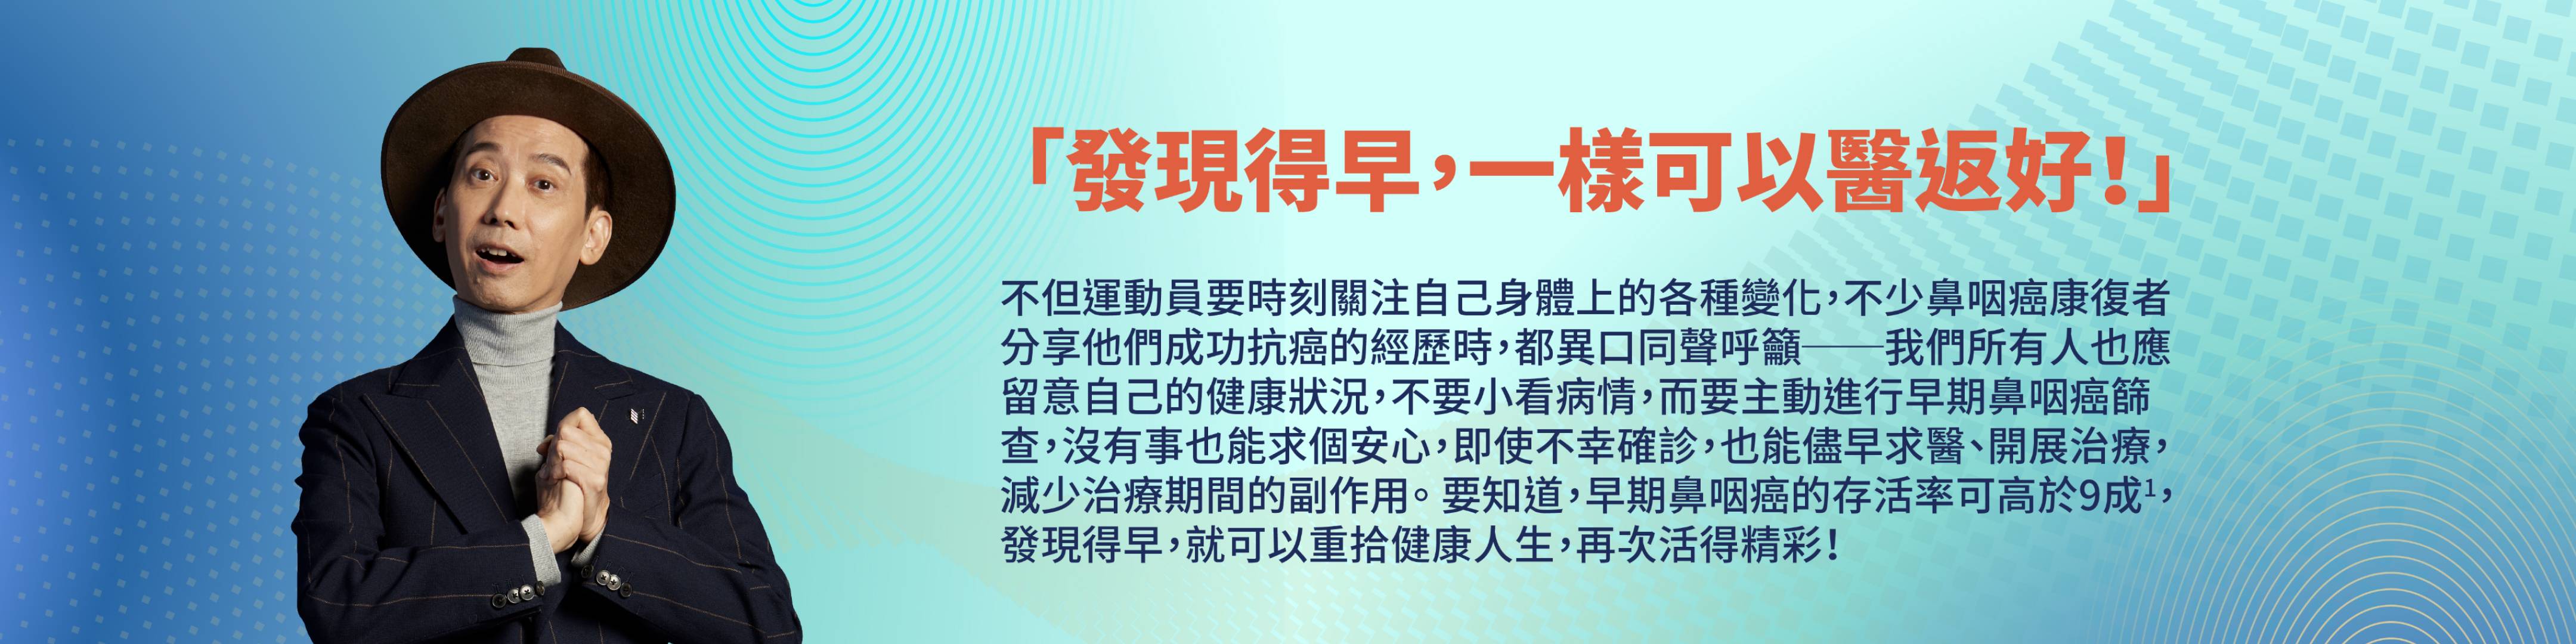 「發現得早，一樣可以醫返好！」
不但運動員要時刻關注自己身體上的各種變化，不少鼻咽癌康復者
分享他們成功抗癌的經歷時，都異口同聲呼籲——我們所有人也應
留意自己的健康狀況，不要小看病情，而要主動進行早期鼻咽癌篩
查，沒有事也能求個安心，即使不幸確診，也能儘早求醫、開展治療，
減少治療期間的副作用。要知道，早期鼻咽癌的存活率可高於9成¹，
發現得早，就可以重拾健康人生，再次活得精彩！